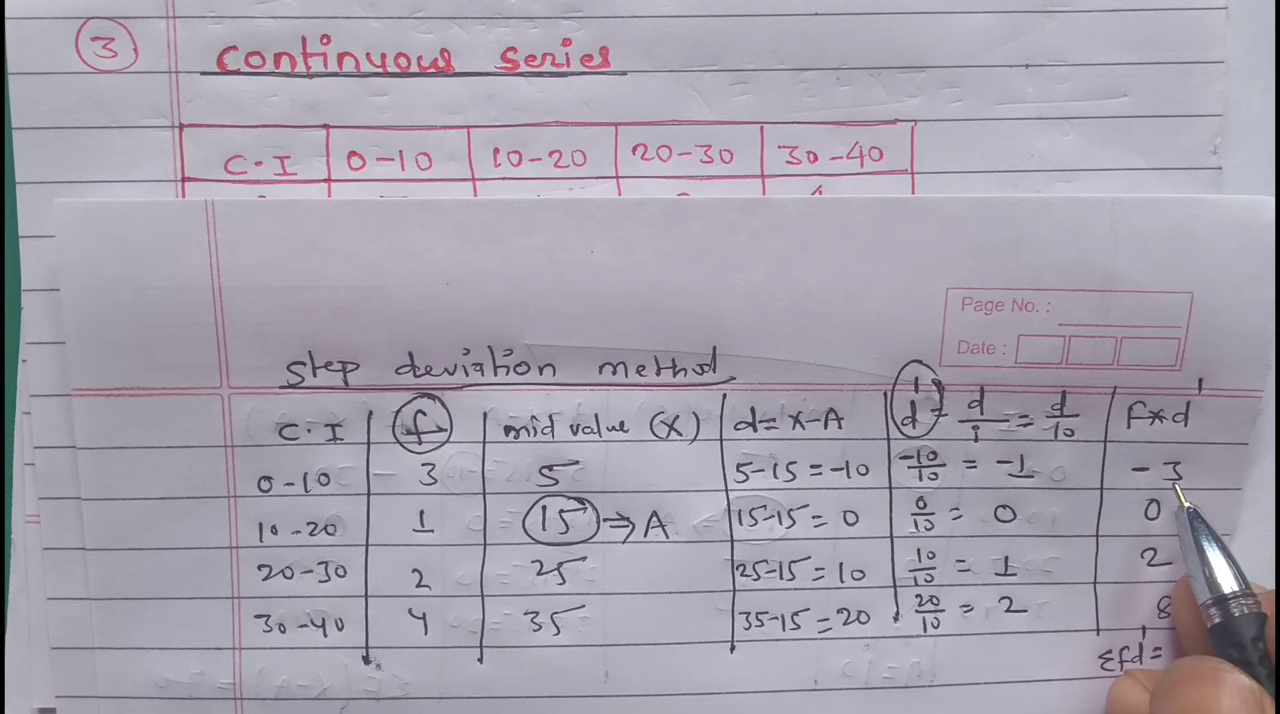 3 Continuous series
C.I 0-10 10-20 20-30 30-40
Page No. :
Date :
Step deviation method
C.I f mid value (X) d=X-A d'=d/i=d/10 F*d'
0-10 3 5 5-15=-10 -10/10=-1 -3
10-20 1 15⇒A 15-15=0 0/10=0 0
20-30 2 25 25-15=10 10/10=1 2
30-40 4 35 35-15=20 20/10=2 8
Σfd'=